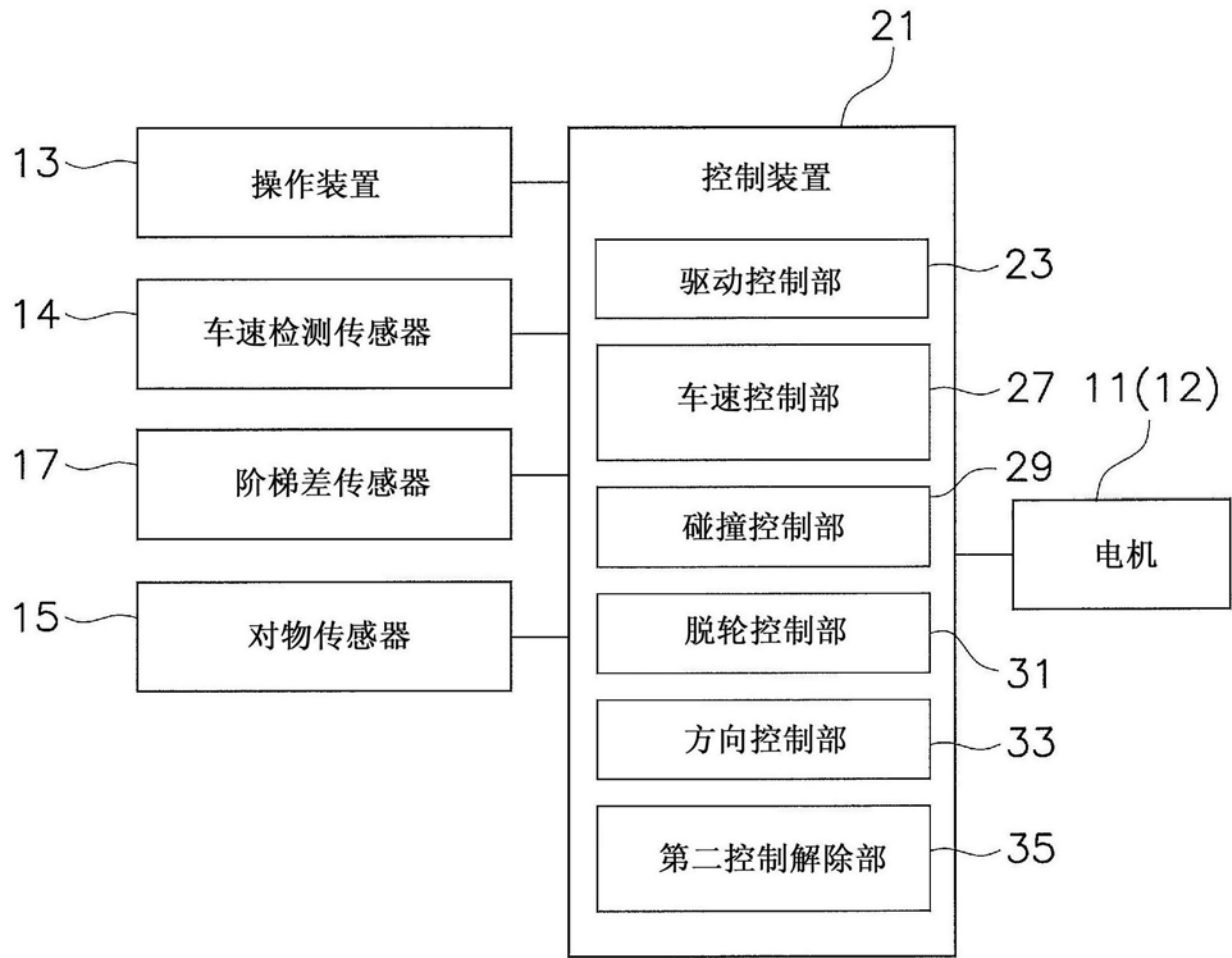 21
13
操作装置
控制装置
驱动控制部
23
14
车速检测传感器
车速控制部
27
11(12)
17
阶梯差传感器
29
碰撞控制部
电机
15
对物传感器
脱轮控制部
31
方向控制部
33
第二控制解除部
35